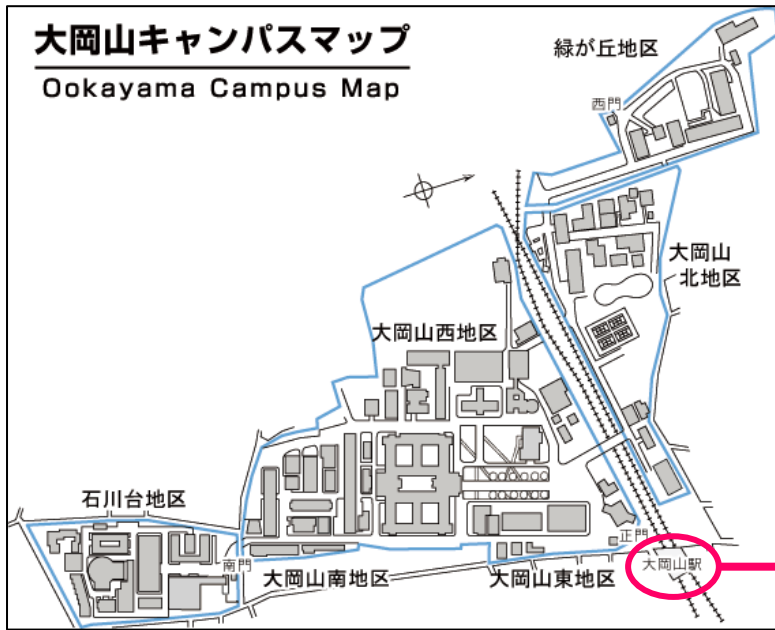 大岡山キャンパスマップ
Ookayama Campus Map
緑が丘地区
西門
大岡山
北地区
大岡山西地区
石川台地区
南門
大岡山南地区
大岡山東地区
正門
大岡山駅